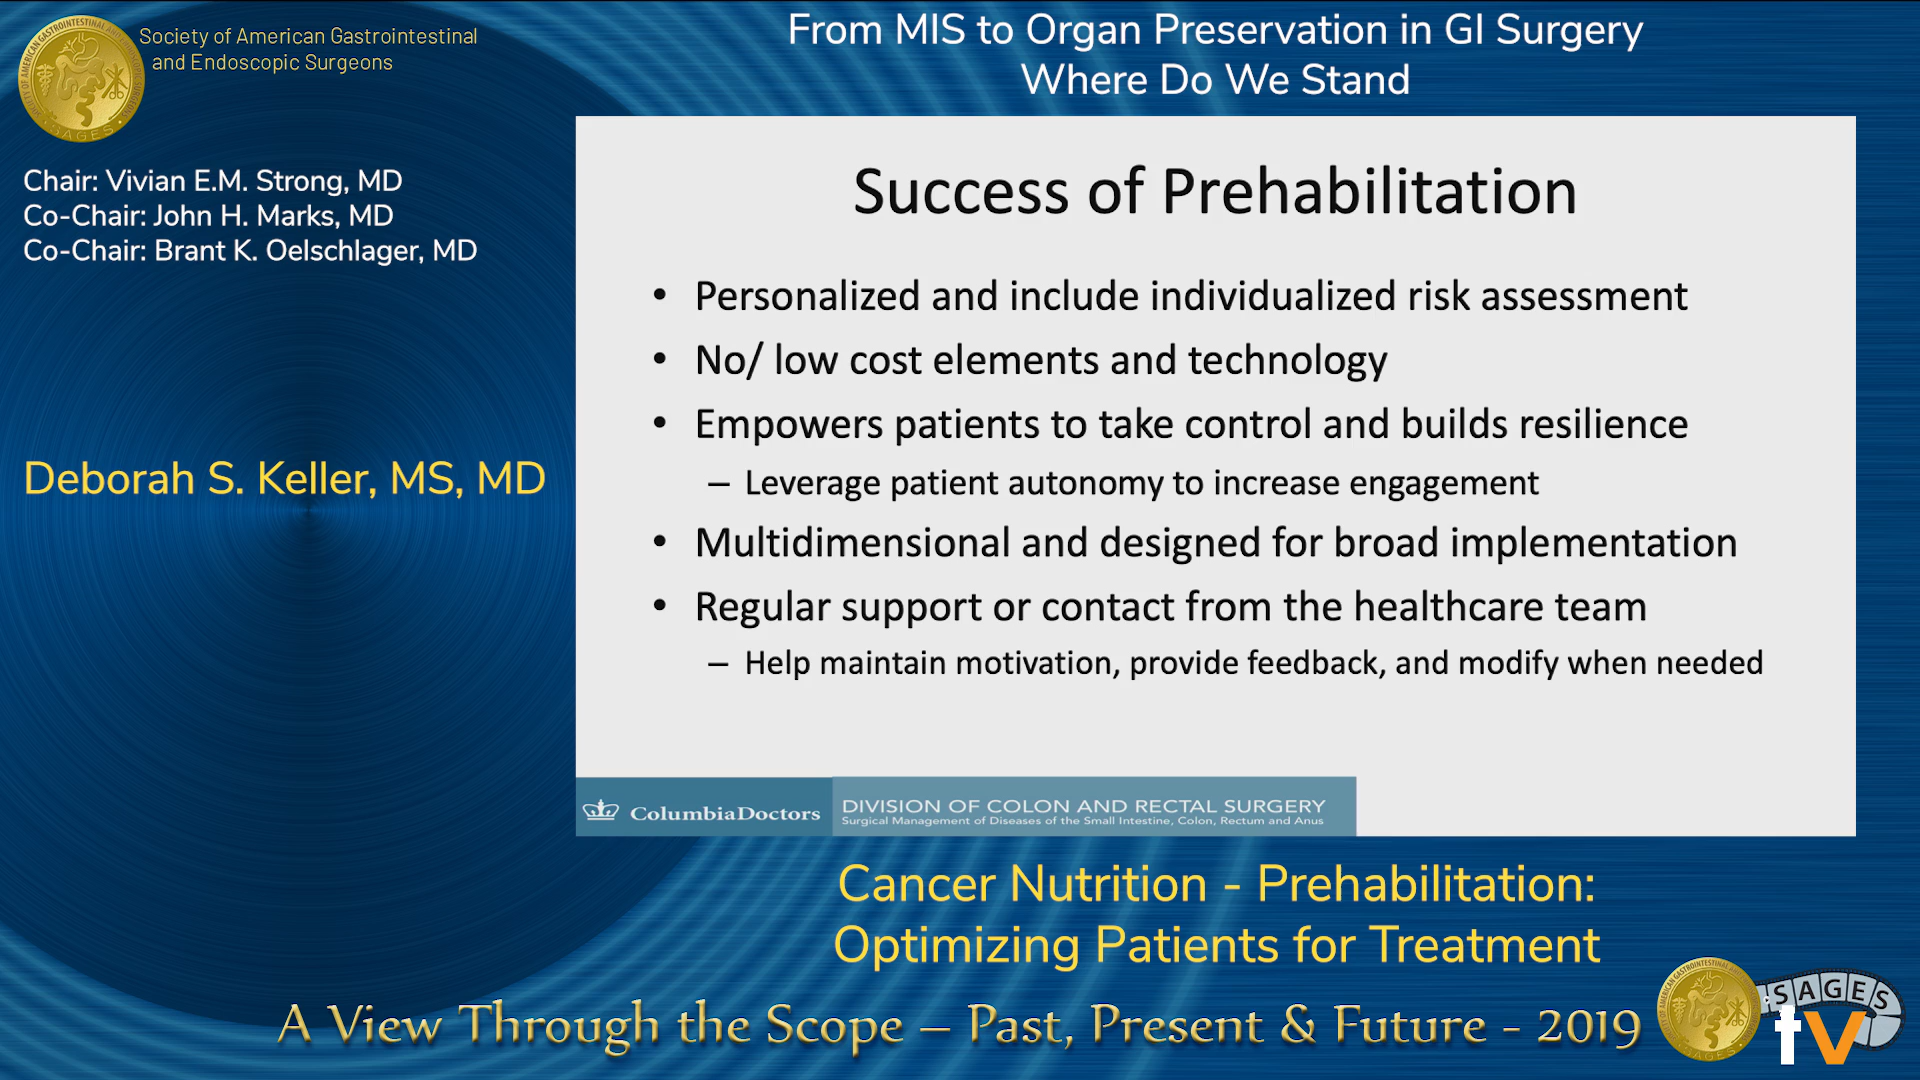 Society of American Gastrointestinal
and Endoscopic Surgeons
From MIS to Organ Preservation in GI Surgery
Where Do We Stand
Chair: Vivian E.M. Strong, MD
Co-Chair: John H. Marks, MD
Co-Chair: Brant K. Oelschlager, MD
Deborah S. Keller, MS, MD
Success of Prehabilitation
• Personalized and include individualized risk assessment
• No/ low cost elements and technology
• Empowers patients to take control and builds resilience
– Leverage patient autonomy to increase engagement
• Multidimensional and designed for broad implementation
• Regular support or contact from the healthcare team
– Help maintain motivation, provide feedback, and modify when needed
ColumbiaDoctors
DIVISION OF COLON AND RECTAL SURGERY
Surgical Management of Diseases of the Small Intestine, Colon, Rectum and Anus
Cancer Nutrition - Prehabilitation:
Optimizing Patients for Treatment
A View Through the Scope – Past, Present & Future - 2019
SAGES
tv